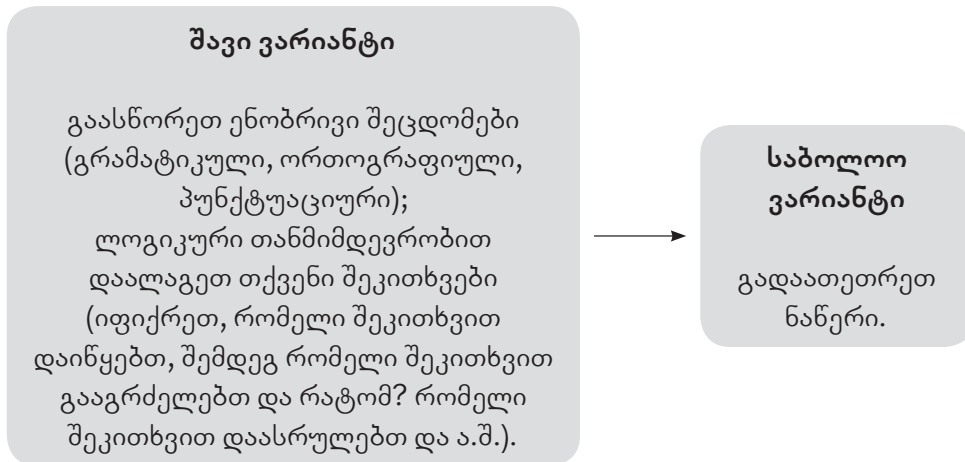 შავი ვარიანტი
გაასწორეთ ენობრივი შეცდომები
(გრამატიკული, ორთოგრაფიული,
პუნქტუაციური);
ლოგიკური თანმიმდევრობით
დაალაგეთ თქვენი შეკითხვები
(იფიქრეთ, რომელი შეკითხვით
დაიწყებთ, შემდეგ რომელი შეკითხვით
გააგრძელებთ და რატომ? რომელი
შეკითხვით დაასრულებთ და ა.შ.).
საბოლოო
ვარიანტი
გადაათეთრეთ
ნაწერი.